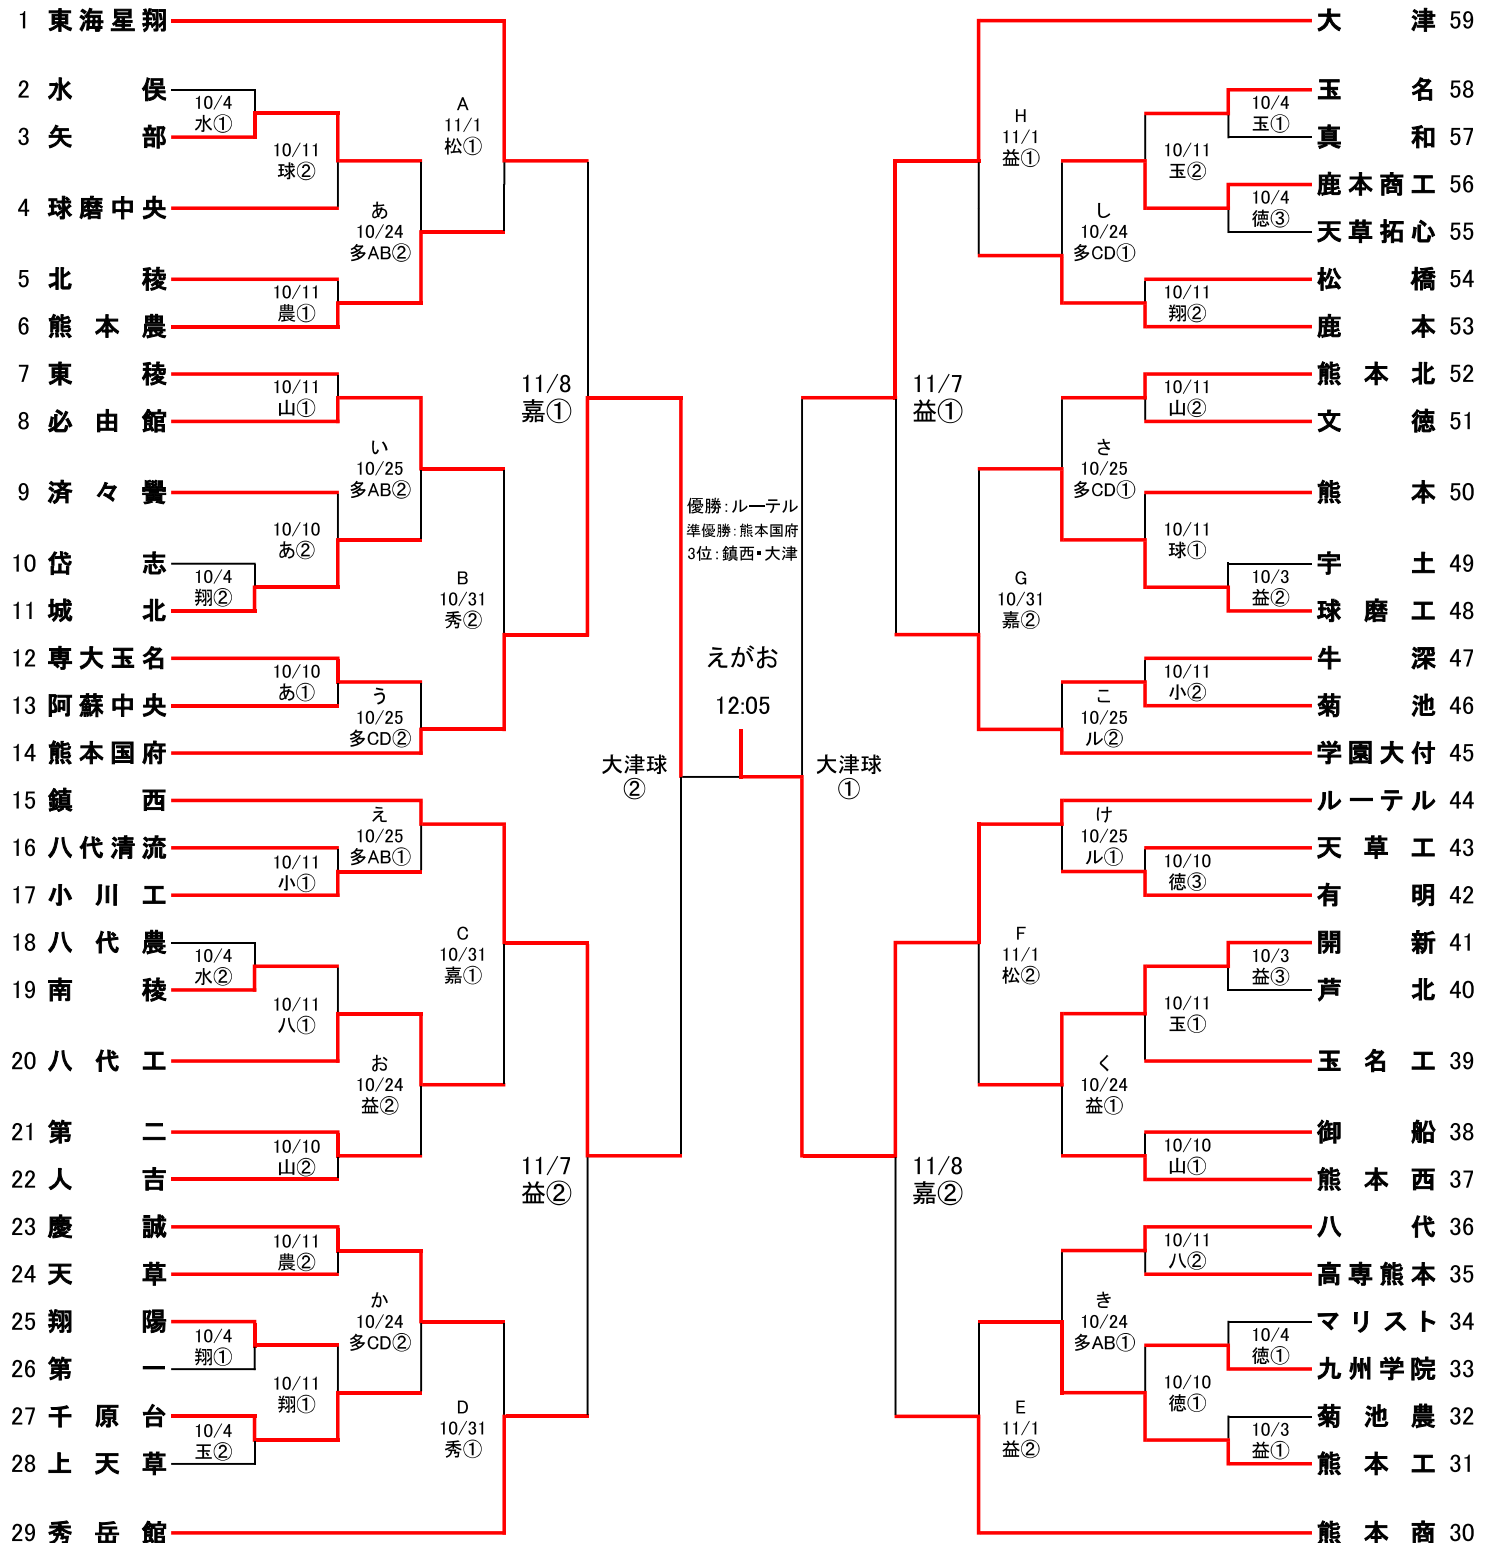 1 東海星翔
2 水俣
3 矢部
4 球磨中央
5 北稜
6 熊本農
7 東稜
8 必由館
9 済々黌
10 岱志
11 城北
12 専大玉名
13 阿蘇中央
14 熊本国府
15 鎮西
16 八代清流
17 小川工
18 八代農
19 南稜
20 八代工
21 第二
22 人吉
23 慶誠
24 天草
25 翔陽
26 第一
27 千原台
28 上天草
29 秀岳館
10/4
水①
10/4
翔②
10/4
水②
10/4
翔①
10/4
玉②
10/11
球②
10/11
農①
10/11
山①
10/10
あ②
10/10
あ①
10/11
小①
10/11
八①
10/10
山②
10/11
農②
10/11
翔①
あ
10/24
多AB②
い
10/25
多AB②
う
10/25
多CD②
え
10/25
多AB①
お
10/24
益②
か
10/24
多CD②
A
11/1
松①
B
10/31
秀②
C
10/31
嘉①
D
10/31
秀①
11/8
嘉①
11/7
益②
大津球
②
優勝:ルーテル
準優勝:熊本国府
3位:鎮西・大津
えがお
12:05
大津球
①
11/7
益①
11/8
嘉②
H
11/1
益①
G
10/31
嘉②
F
11/1
松②
E
11/1
益②
し
10/24
多CD①
さ
10/25
多CD①
こ
10/25
ル②
け
10/25
ル①
く
10/24
益①
き
10/24
多AB①
10/11
玉②
10/11
翔②
10/11
山②
10/11
球①
10/11
小②
10/10
徳③
10/11
玉①
10/10
山①
10/11
八②
10/10
徳①
10/4
玉①
10/4
徳③
10/3
益②
10/3
益③
10/4
徳①
10/3
益①
大津 59
玉名 58
真和 57
鹿本商工 56
天草拓心 55
松橋 54
鹿本 53
熊本北 52
文徳 51
熊本 50
宇土 49
球磨工 48
牛深 47
菊池 46
学園大付 45
ルーテル 44
天草工 43
有明 42
開新 41
芦北 40
玉名工 39
御船 38
熊本西 37
八代 36
高専熊本 35
マリスト 34
九州学院 33
菊池農 32
熊本工 31
熊本商 30